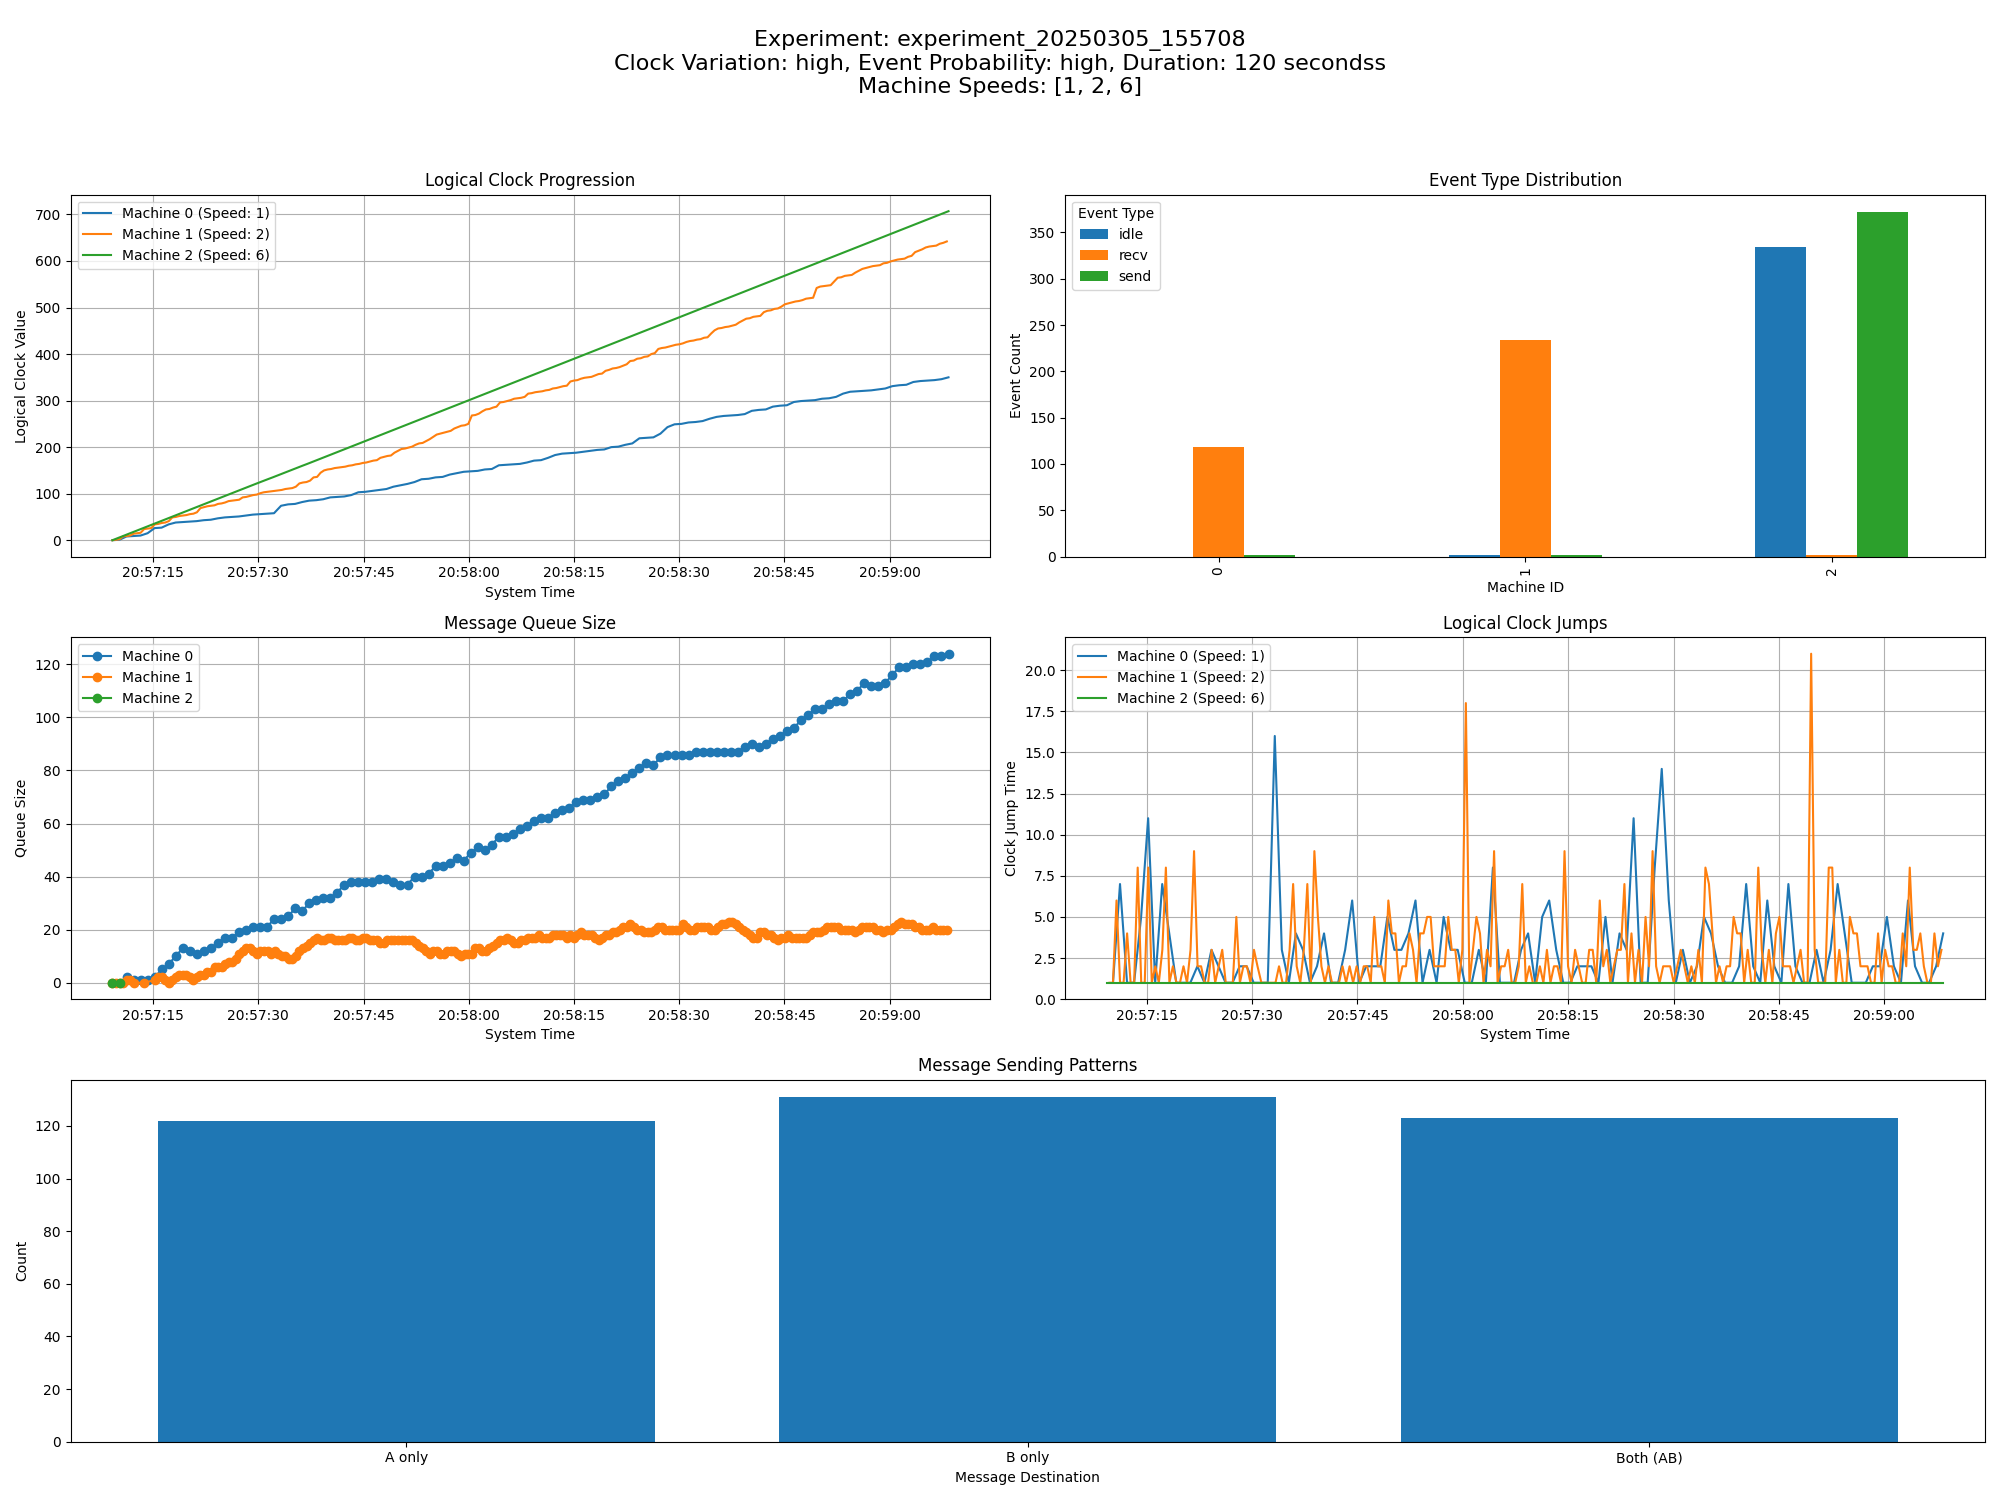 Experiment: experiment_20250305_155708
Clock Variation: high, Event Probability: high, Duration: 120 secondss
Machine Speeds: [1, 2, 6]
Logical Clock Progression
Machine 0 (Speed: 1)
Machine 1 (Speed: 2)
Machine 2 (Speed: 6)
Logical Clock Value
700
600
500
400
300
200
100
0
20:57:15 20:57:30 20:57:45 20:58:00 20:58:15 20:58:30 20:58:45 20:59:00
System Time
Event Type Distribution
Event Type
idle
recv
send
Event Count
350
300
250
200
150
100
50
0
0 1 2
Machine ID
Message Queue Size
Machine 0
Machine 1
Machine 2
Queue Size
120
100
80
60
40
20
0
20:57:15 20:57:30 20:57:45 20:58:00 20:58:15 20:58:30 20:58:45 20:59:00
System Time
Logical Clock Jumps
Machine 0 (Speed: 1)
Machine 1 (Speed: 2)
Machine 2 (Speed: 6)
Clock Jump Time
20.0
17.5
15.0
12.5
10.0
7.5
5.0
2.5
0.0
20:57:15 20:57:30 20:57:45 20:58:00 20:58:15 20:58:30 20:58:45 20:59:00
System Time
Message Sending Patterns
Count
120
100
80
60
40
20
0
A only B only Both (AB)
Message Destination